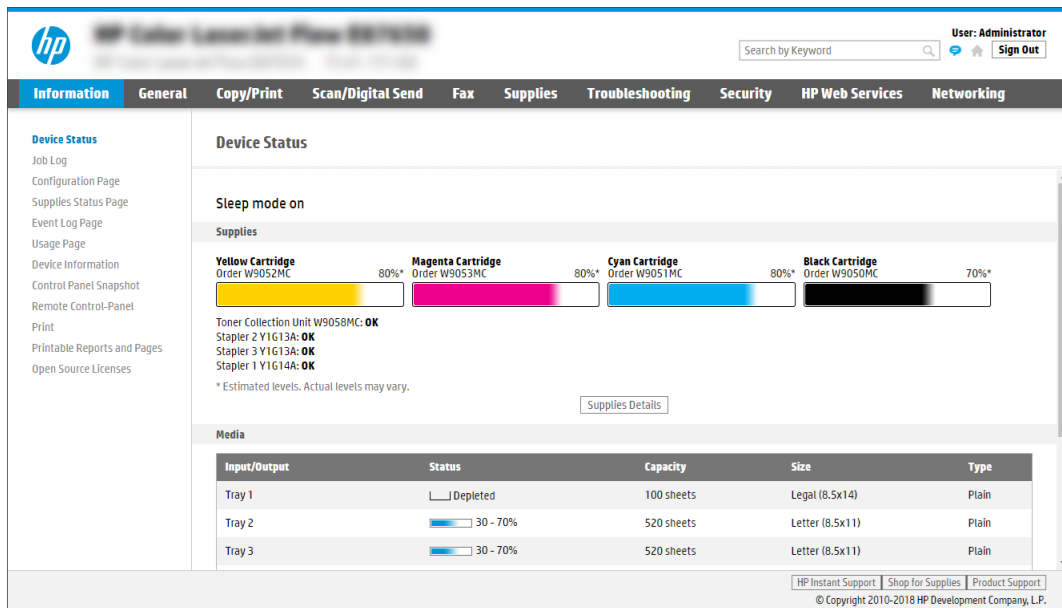 hp
User: Administrator
Search by Keyword
Sign Out
Information General Copy/Print Scan/Digital Send Fax Supplies Troubleshooting Security HP Web Services Networking
Device Status
Job Log
Configuration Page
Supplies Status Page
Event Log Page
Usage Page
Device Information
Control Panel Snapshot
Remote Control-Panel
Print
Printable Reports and Pages
Open Source Licenses
Device Status
Sleep mode on
Supplies
Yellow Cartridge Magenta Cartridge Cyan Cartridge Black Cartridge
Order W9052MC 80%* Order W9053MC 80%* Order W9051MC 80%* Order W9050MC 70%*
Toner Collection Unit W9058MC: OK
Stapler 2 Y1G13A: OK
Stapler 3 Y1G13A: OK
Stapler 1 Y1G14A: OK
* Estimated levels. Actual levels may vary.
Supplies Details
Media
Input/Output Status Capacity Size Type
Tray 1 Depleted 100 sheets Legal (8.5x14) Plain
Tray 2 30 - 70% 520 sheets Letter (8.5x11) Plain
Tray 3 30 - 70% 520 sheets Letter (8.5x11) Plain
HP Instant Support Shop for Supplies Product Support
© Copyright 2010-2018 HP Development Company, L.P.